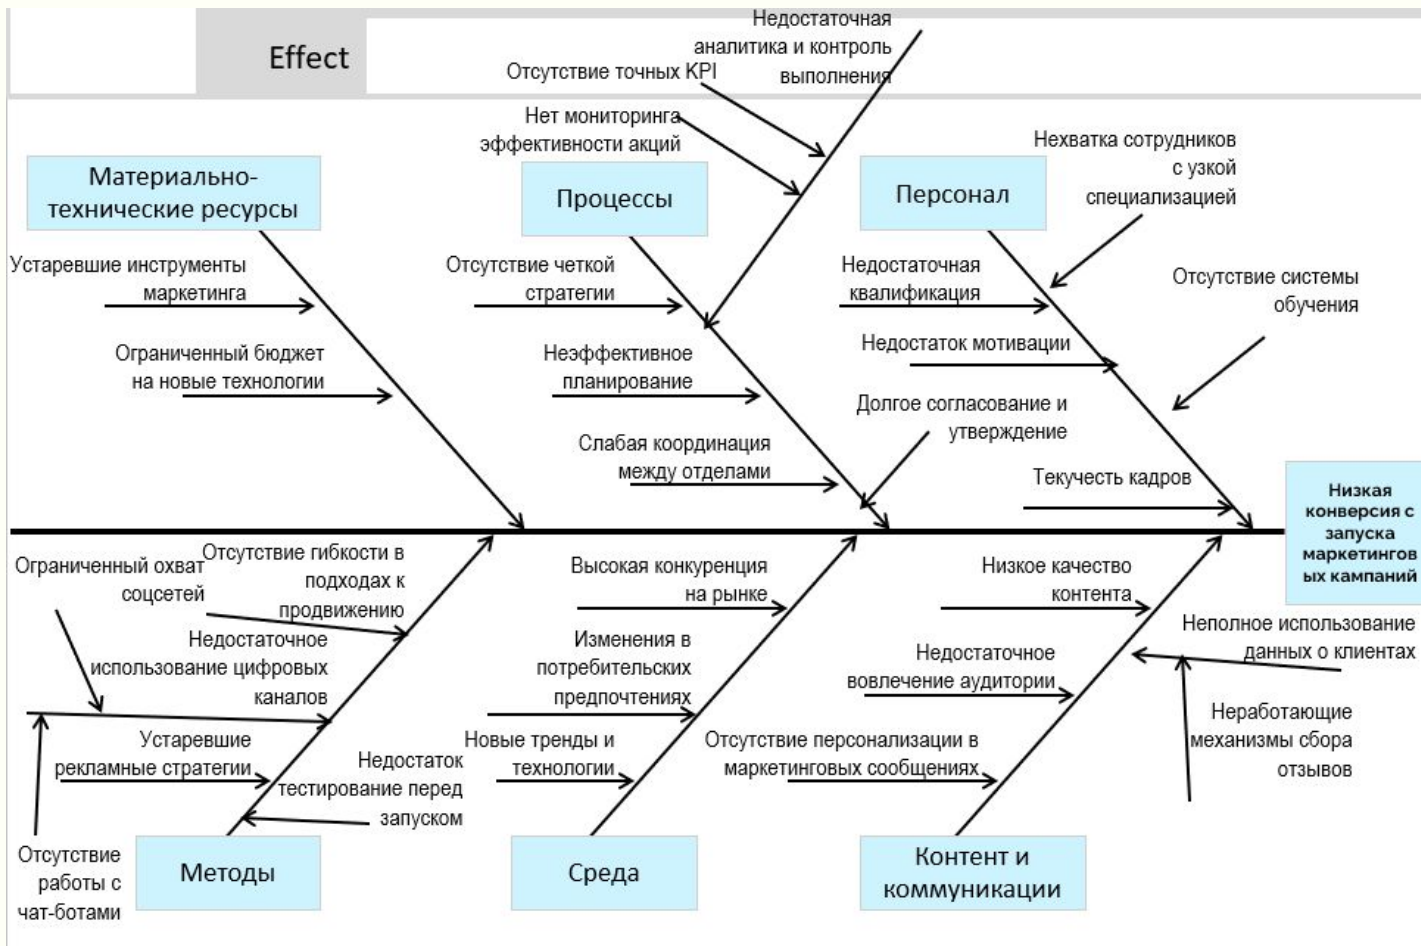 Effect
Недостаточная
аналитика и контроль
выполнения
Отсутствие точных KPI
Нет мониторинга
эффективности акций
Материально-
технические ресурсы
Процессы
Персонал
Нехватка сотрудников
с узкой
специализацией
Устаревшие инструменты
маркетинга
Ограниченный бюджет
на новые технологии
Отсутствие четкой
стратегии
Неэффективное
планирование
Слабая координация
между отделами
Долгое согласование и
утверждение
Недостаточная
квалификация
Недостаток мотивации
Отсутствие системы
обучения
Текучесть кадров
Низкая
конверсия с
запуска
маркетингов
ых кампаний
Ограниченный охват
соцсетей
Отсутствие гибкости в
подходах к
продвижению
Недостаточное
использование цифровых
каналов
Устаревшие
рекламные стратегии
Недостаток
тестирование перед
запуском
Отсутствие
работы с
чат-ботами
Методы
Высокая конкуренция
на рынке
Изменения в
потребительских
предпочтениях
Новые тренды и
технологии
Среда
Низкое качество
контента
Недостаточное
вовлечение аудитории
Отсутствие персонализации в
маркетинговых сообщениях
Неполное использование
данных о клиентах
Неработающие
механизмы сбора
отзывов
Контент и
коммуникации